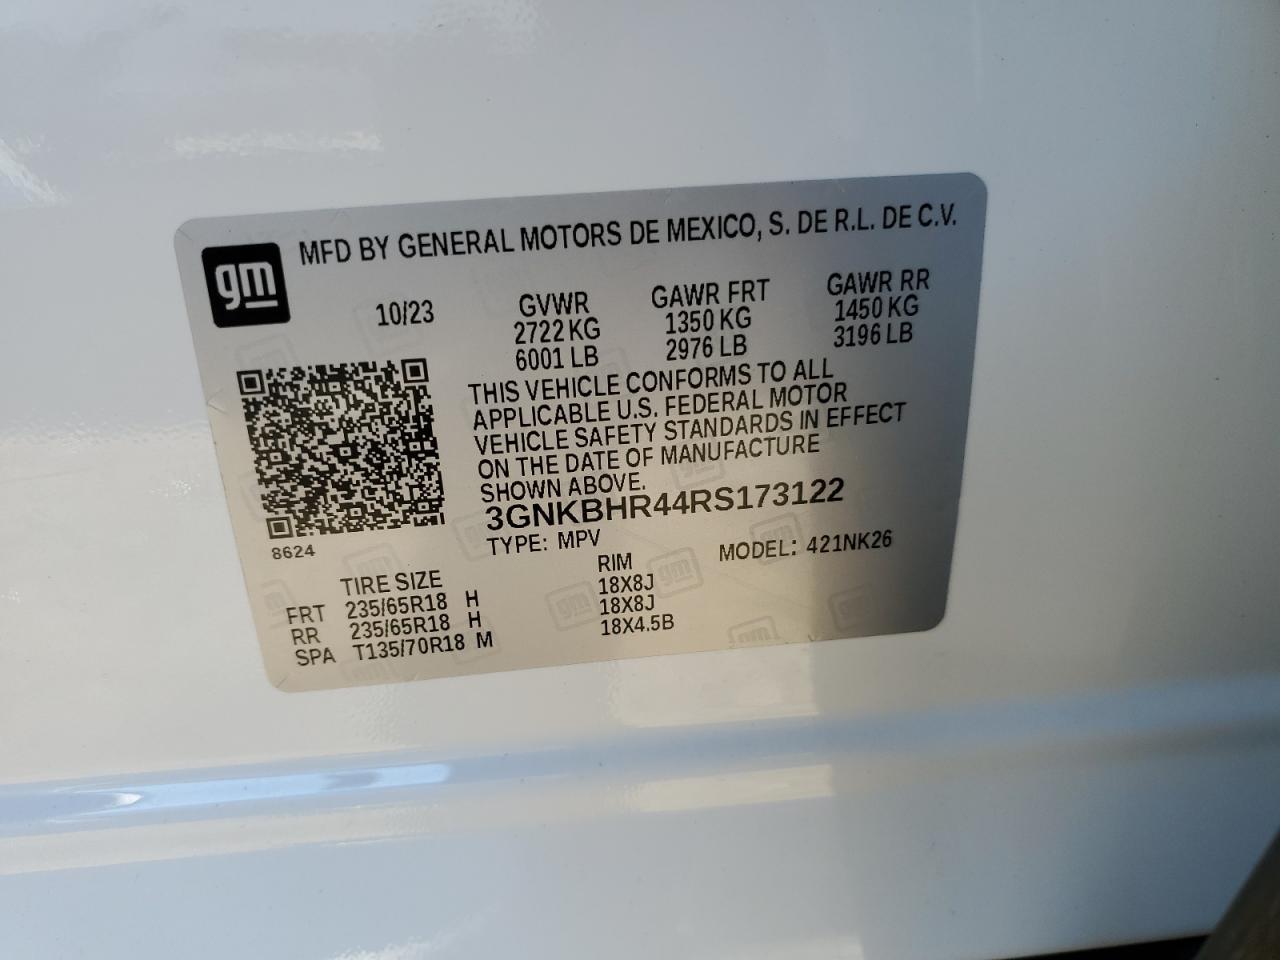 gm
MFD BY GENERAL MOTORS DE MEXICO, S. DE R.L. DE C.V.
10/23
GVWR
2722 KG
6001 LB
GAWR FRT
1350 KG
2976 LB
GAWR RR
1450 KG
3196 LB
THIS VEHICLE CONFORMS TO ALL
APPLICABLE U.S. FEDERAL MOTOR
VEHICLE SAFETY STANDARDS IN EFFECT
ON THE DATE OF MANUFACTURE
SHOWN ABOVE.
3GNKBHR44RS173122
TYPE: MPV
MODEL: 421NK26
8624
TIRE SIZE RIM
FRT 235/65R18 H 18X8J
RR 235/65R18 H 18X8J
SPA T135/70R18 M 18X4.5B